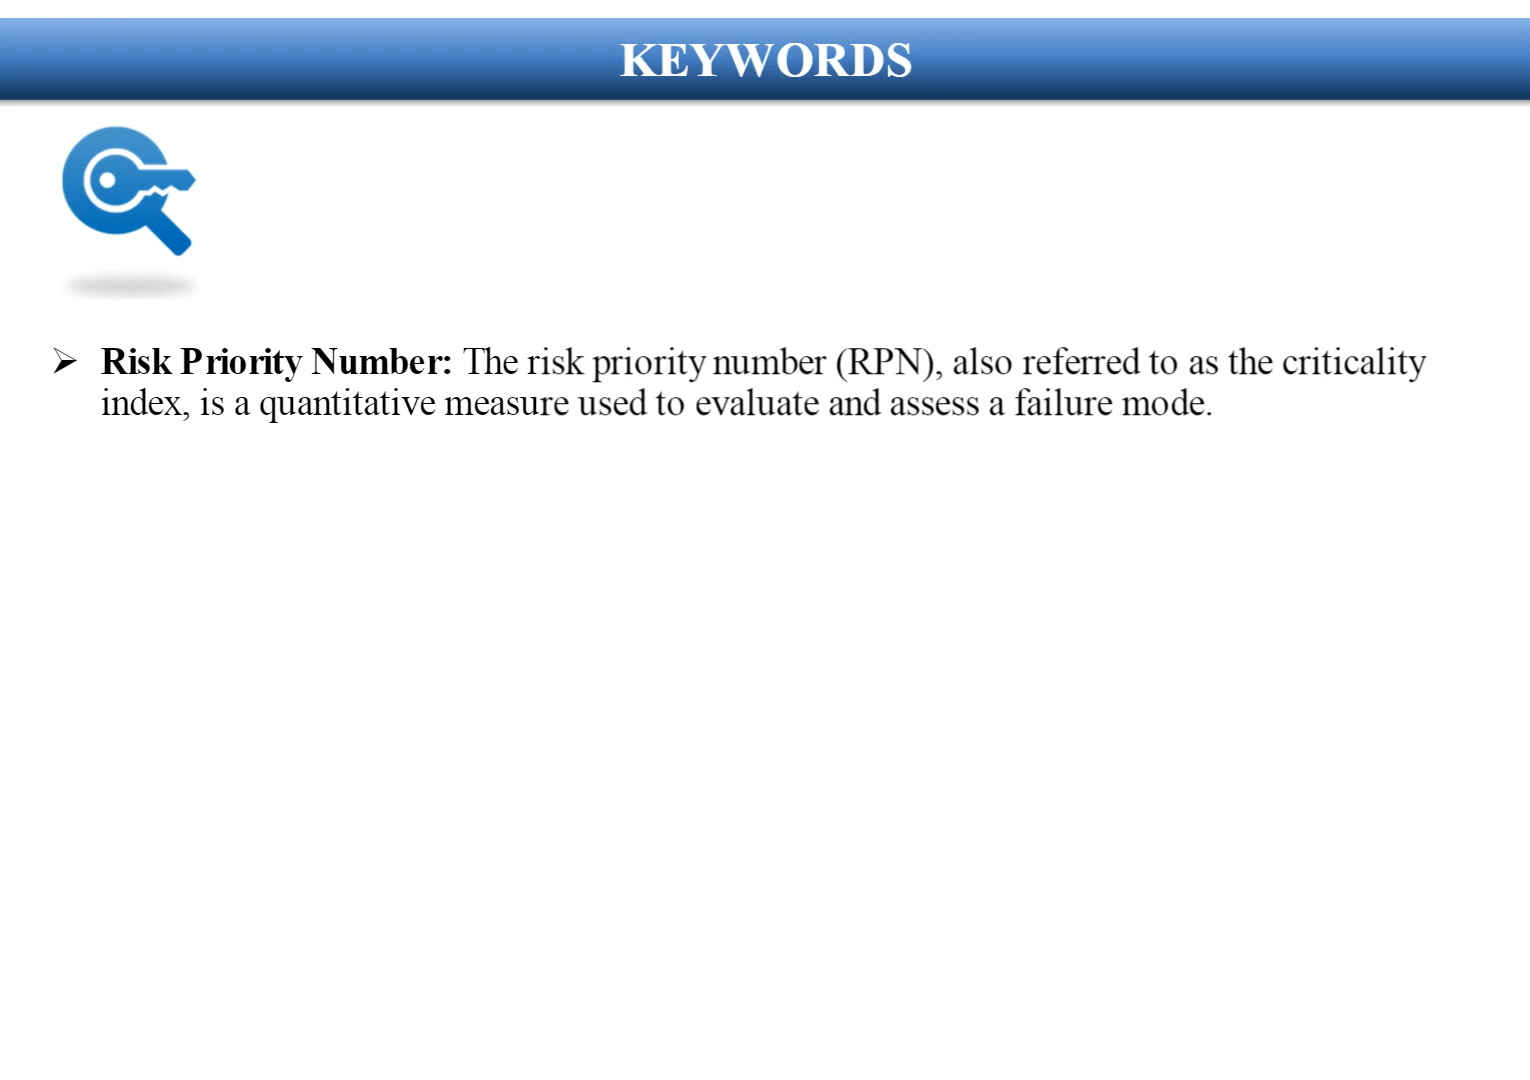 KEYWORDS
➢ Risk Priority Number: The risk priority number (RPN), also referred to as the criticality
index, is a quantitative measure used to evaluate and assess a failure mode.